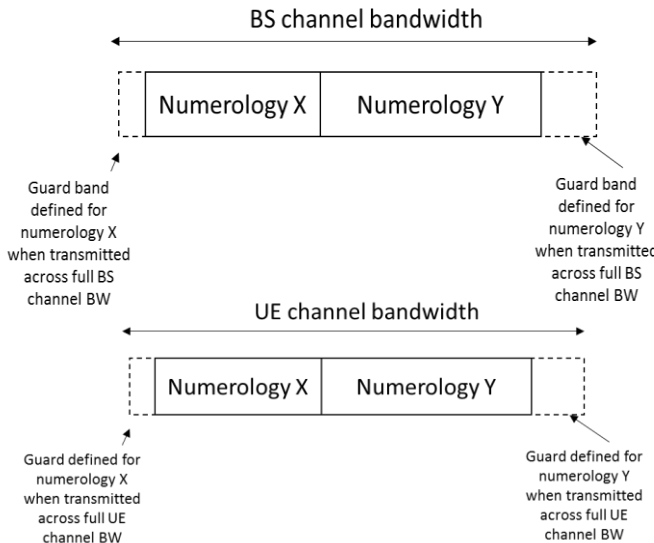 BS channel bandwidth
Numerology X
Numerology Y
Guard band
defined for
numerology X
when transmitted
across full BS
channel BW
Guard band
defined for
numerology Y
when transmitted
across full BS
channel BW
UE channel bandwidth
Numerology X
Numerology Y
Guard defined for
numerology X
when transmitted
across full UE
channel BW
Guard defined for
numerology Y
when transmitted
across full UE
channel BW